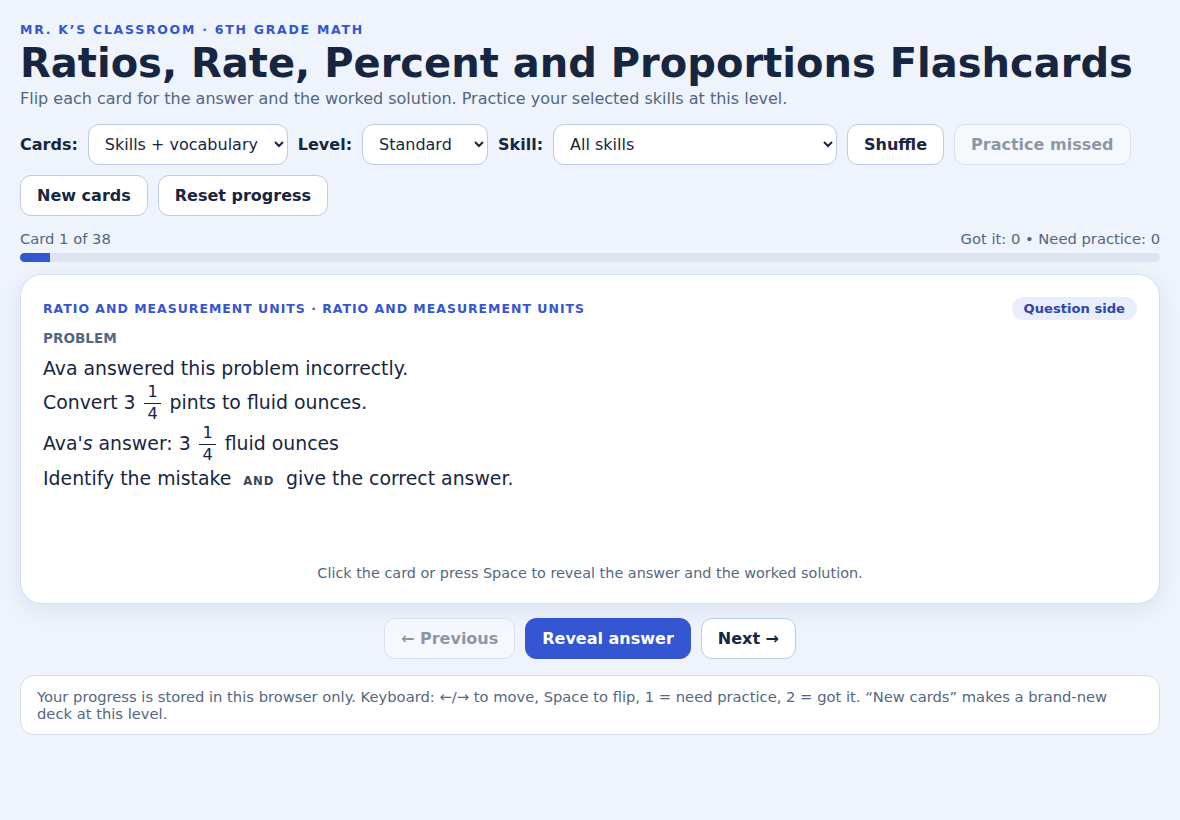 MR. K’S CLASSROOM · 6TH GRADE MATH
Ratios, Rate, Percent and Proportions Flashcards
Flip each card for the answer and the worked solution. Practice your selected skills at this level.
Cards: Skills + vocabulary Level: Standard Skill: All skills Shuffle Practice missed
New cards Reset progress
Card 1 of 38 Got it: 0 • Need practice: 0
RATIO AND MEASUREMENT UNITS · RATIO AND MEASUREMENT UNITS Question side
PROBLEM
Ava answered this problem incorrectly.
Convert 3 1/4 pints to fluid ounces.
Ava's answer: 3 1/4 fluid ounces
Identify the mistake AND give the correct answer.
Click the card or press Space to reveal the answer and the worked solution.
← Previous Reveal answer Next →
Your progress is stored in this browser only. Keyboard: ←/→ to move, Space to flip, 1 = need practice, 2 = got it. “New cards” makes a brand-new
deck at this level.